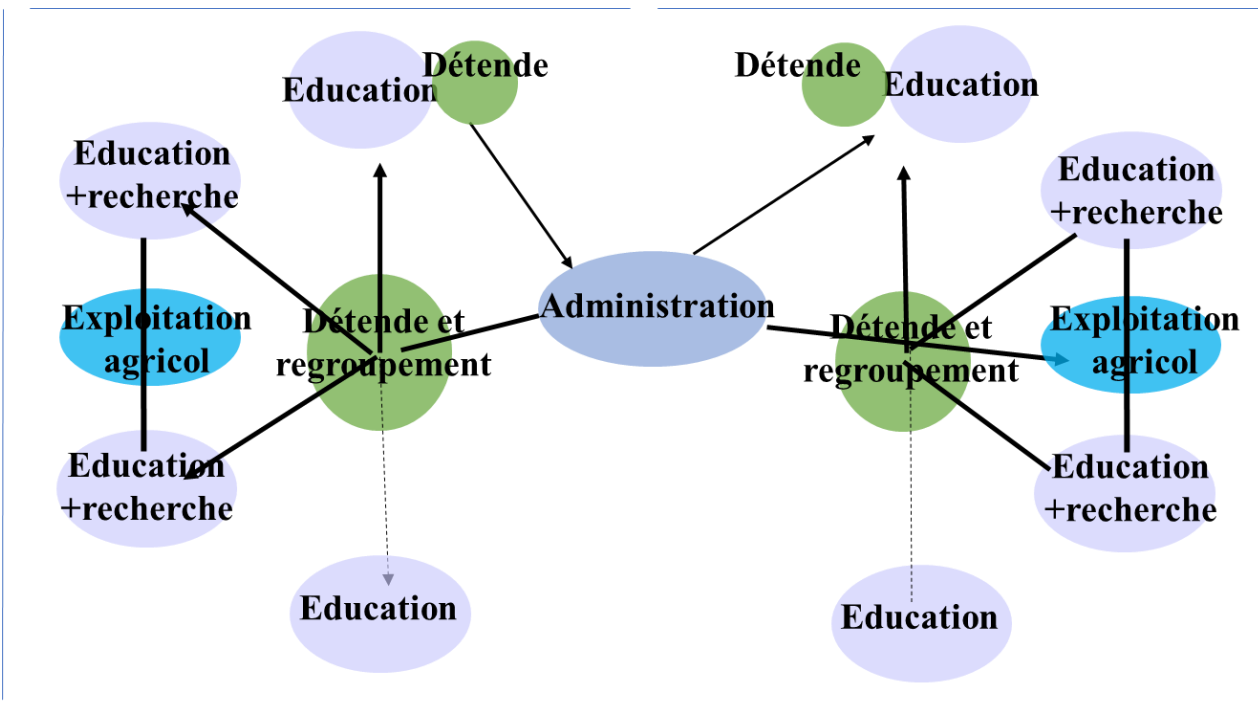 Education
Détende
Détende
Education
Education
+recherche
Education
+recherche
Exploitation
agricol
Détende et
regroupement
Administration
Détende et
regroupement
Exploitation
agricol
Education
+recherche
Education
+recherche
Education
Education